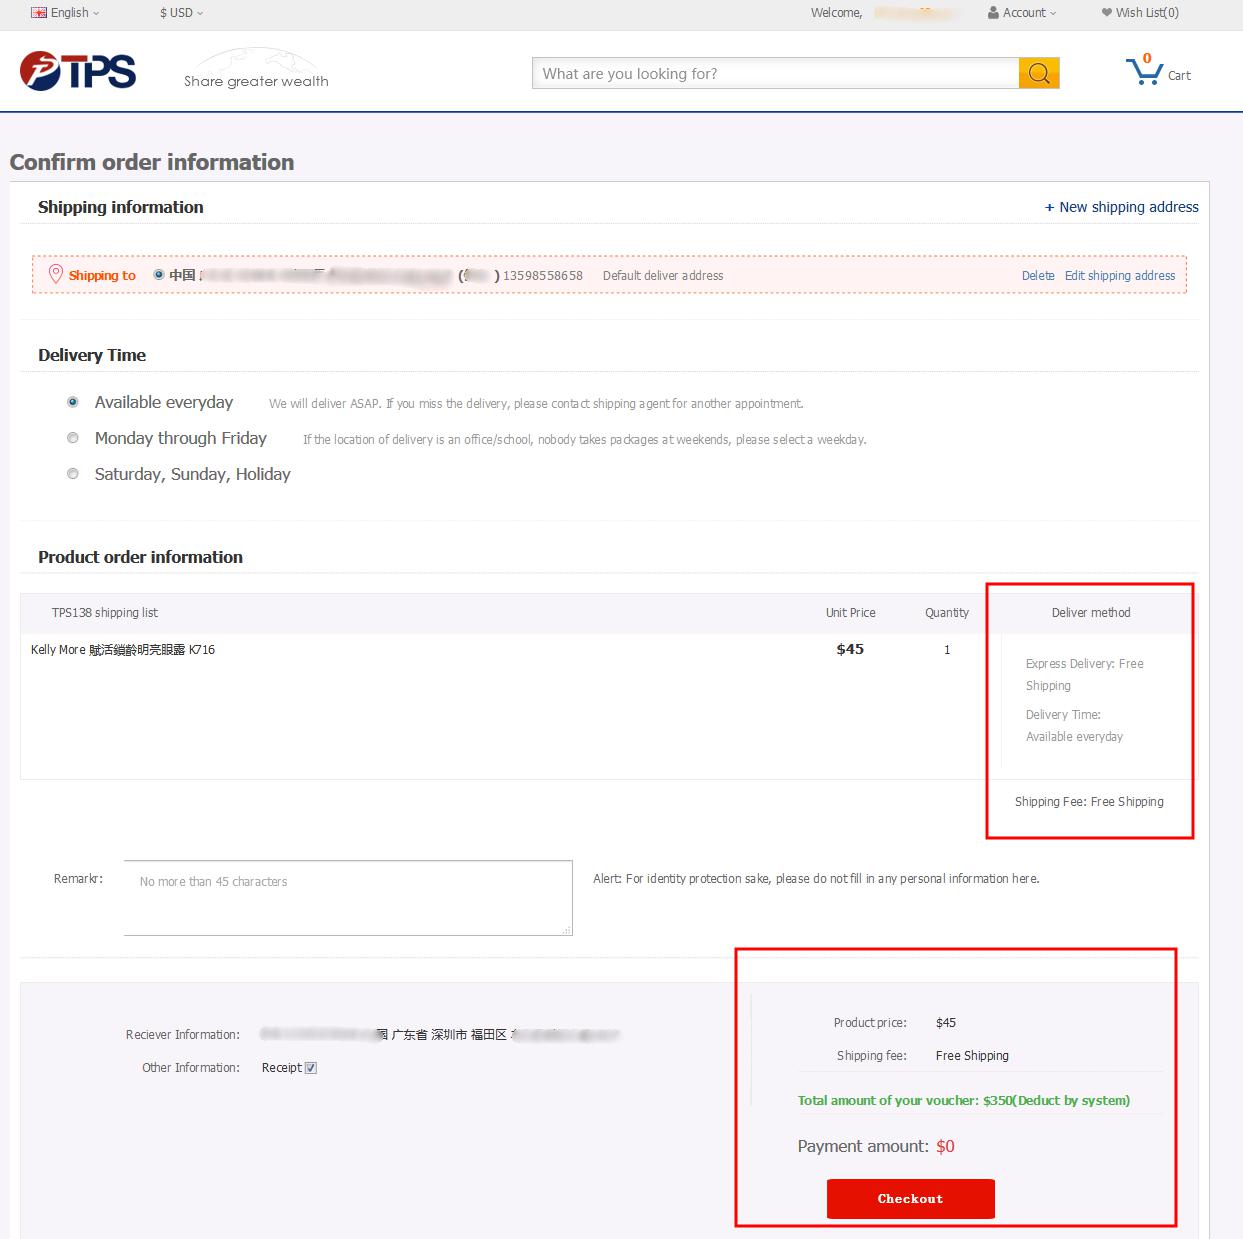 English
$ USD
Welcome,
Account
Wish List(0)
TPS
Share greater wealth
What are you looking for?
0
Cart
Confirm order information
Shipping information
+ New shipping address
Shipping to
中国
(
) 13598558658
Default deliver address
Delete
Edit shipping address
Delivery Time
Available everyday
We will deliver ASAP. If you miss the delivery, please contact shipping agent for another appointment.
Monday through Friday
If the location of delivery is an office/school, nobody takes packages at weekends, please select a weekday.
Saturday, Sunday, Holiday
Product order information
TPS138 shipping list
Unit Price
Quantity
Deliver method
Kelly More 賦活鎖齡明亮眼露 K716
$45
1
Express Delivery: Free
Shipping
Delivery Time:
Available everyday
Shipping Fee: Free Shipping
Remarkr:
No more than 45 characters
Alert: For identity protection sake, please do not fill in any personal information here.
Reciever Information:
广东省 深圳市 福田区
Other Information:
Receipt
Product price:
$45
Shipping fee:
Free Shipping
Total amount of your voucher: $350(Deduct by system)
Payment amount: $0
Checkout